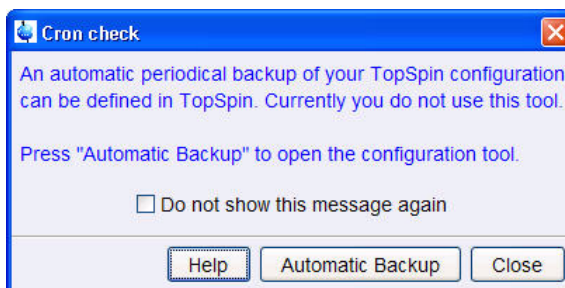 Cron check
An automatic periodical backup of your TopSpin configuration
can be defined in TopSpin. Currently you do not use this tool.
Press "Automatic Backup" to open the configuration tool.
Do not show this message again
Help Automatic Backup Close